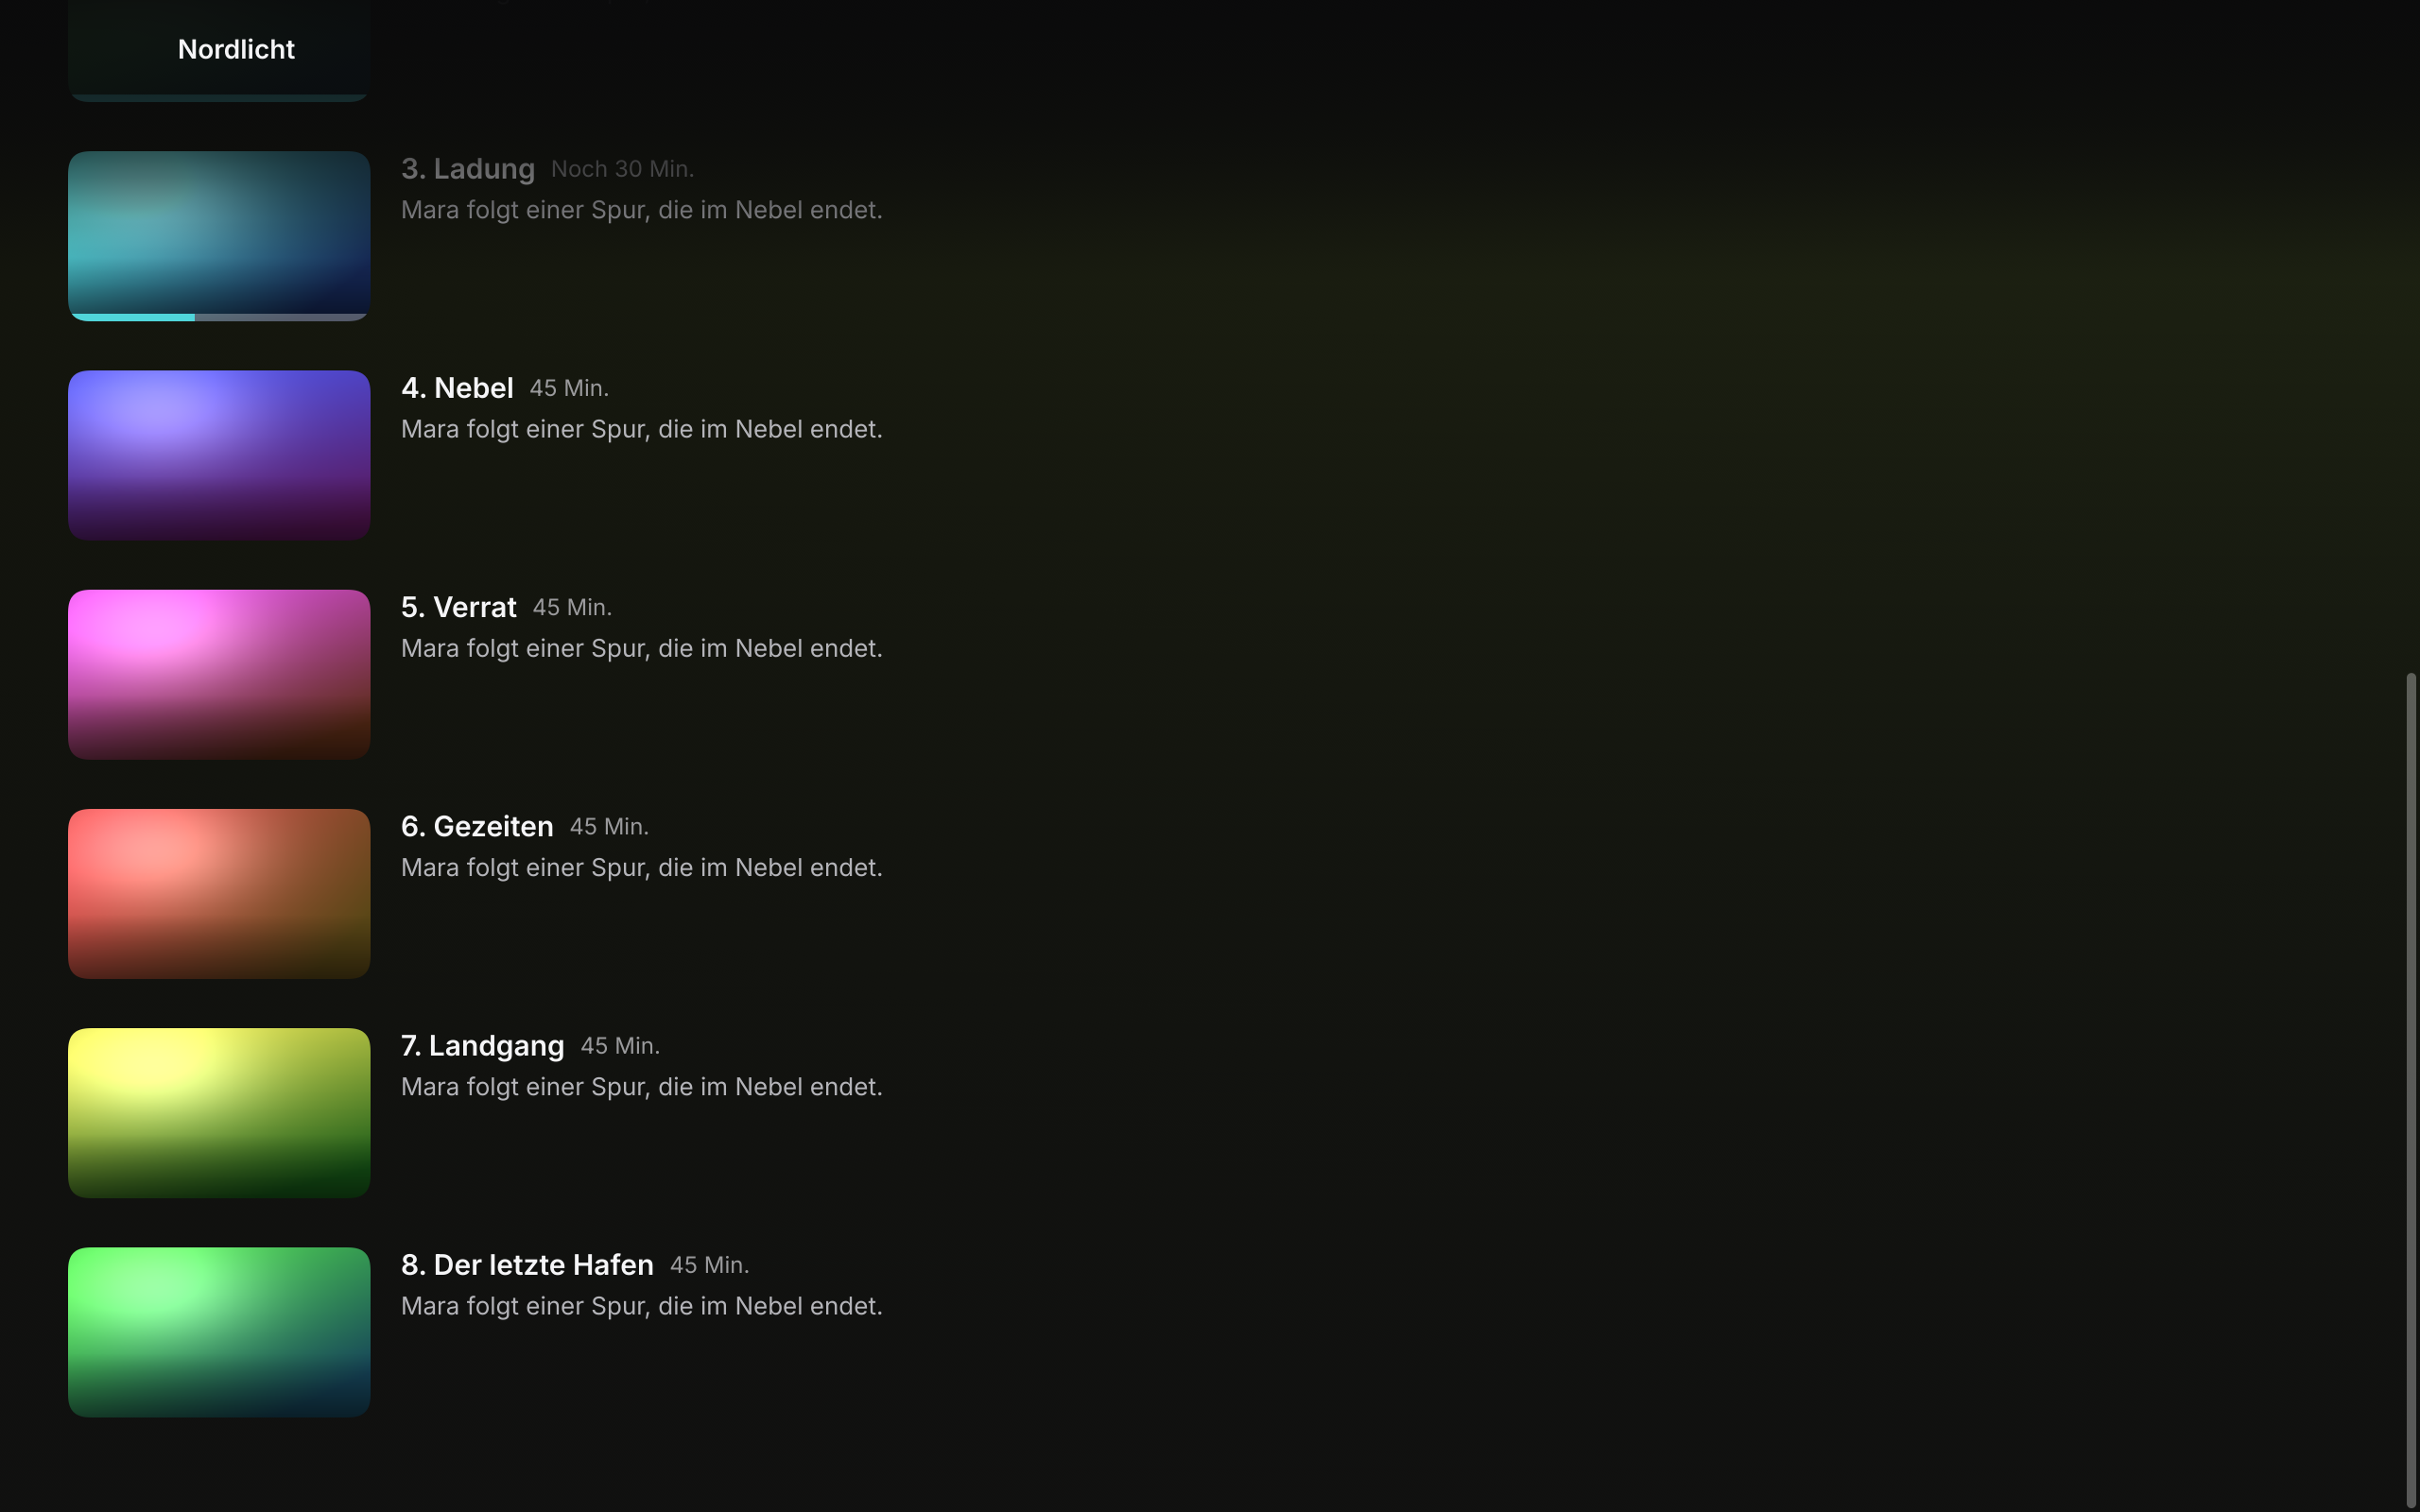 Nordlicht
3. Ladung Noch 30 Min.
Mara folgt einer Spur, die im Nebel endet.
4. Nebel 45 Min.
Mara folgt einer Spur, die im Nebel endet.
5. Verrat 45 Min.
Mara folgt einer Spur, die im Nebel endet.
6. Gezeiten 45 Min.
Mara folgt einer Spur, die im Nebel endet.
7. Landgang 45 Min.
Mara folgt einer Spur, die im Nebel endet.
8. Der letzte Hafen 45 Min.
Mara folgt einer Spur, die im Nebel endet.